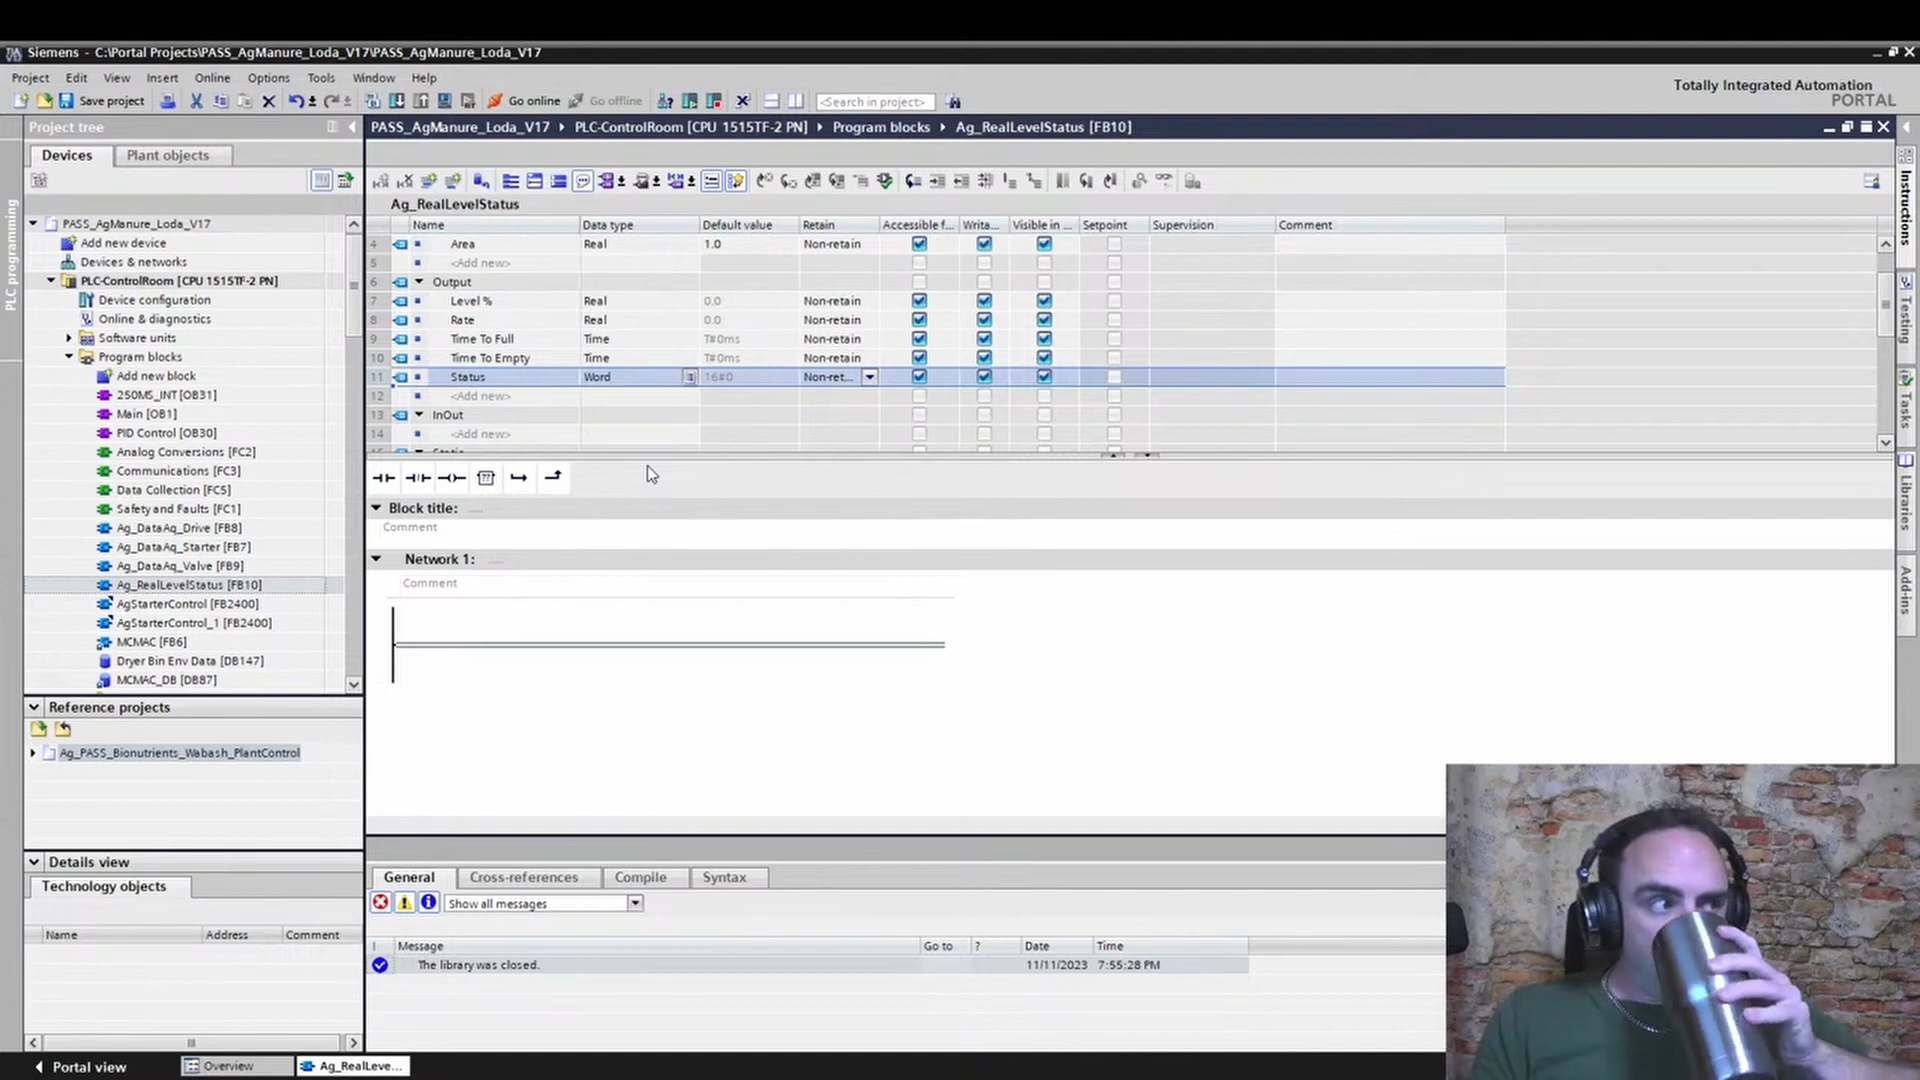 Siemens - C:\Portal Projects\PASS_AgManure_Loda_V17\PASS_AgManure_Loda_V17
Project Edit View Insert Online Options Tools Window Help
Totally Integrated Automation
PORTAL
Save project
Go online
Go offline
<Search in project>
Project tree
PASS_AgManure_Loda_V17 PLC-ControlRoom [CPU 1515TF-2 PN] Program blocks Ag_RealLevelStatus [FB10]
Devices
Plant objects
PLC programming
PASS_AgManure_Loda_V17
Add new device
Devices & networks
PLC-ControlRoom [CPU 1515TF-2 PN]
Device configuration
Online & diagnostics
Software units
Program blocks
Add new block
250MS_INT [OB31]
Main [OB1]
PID Control [OB30]
Analog Conversions [FC2]
Communications [FC3]
Data Collection [FC5]
Safety and Faults [FC1]
Ag_DataAq_Drive [FB8]
Ag_DataAq_Starter [FB7]
Ag_DataAq_Valve [FB9]
Ag_RealLevelStatus [FB10]
AgStarterControl [FB2400]
AgStarterControl_1 [FB2400]
MCMAC [FB6]
Dryer Bin Env Data [DB147]
MCMAC_DB [DB87]
Reference projects
Ag_PASS_Bionutrients_Wabash_PlantControl
Details view
Technology objects
Name Address Comment
Ag_RealLevelStatus
Name Data type Default value Retain Accessible f... Writa... Visible in ... Setpoint Supervision Comment
4 Area Real 1.0 Non-retain
5 <Add new>
6 Output
7 Level % Real 0.0 Non-retain
8 Rate Real 0.0 Non-retain
9 Time To Full Time T#0ms Non-retain
10 Time To Empty Time T#0ms Non-retain
11 Status Word 16#0 Non-ret...
12 <Add new>
13 InOut
14 <Add new>
??
Block title:
Comment
Network 1:
Comment
General
Cross-references
Compile
Syntax
Show all messages
! Message Go to ? Date Time
The library was closed. 11/11/2023 7:55:28 PM
Instructions
Testing
Tasks
Libraries
Add-ins
Portal view
Overview
Ag_RealLeve...